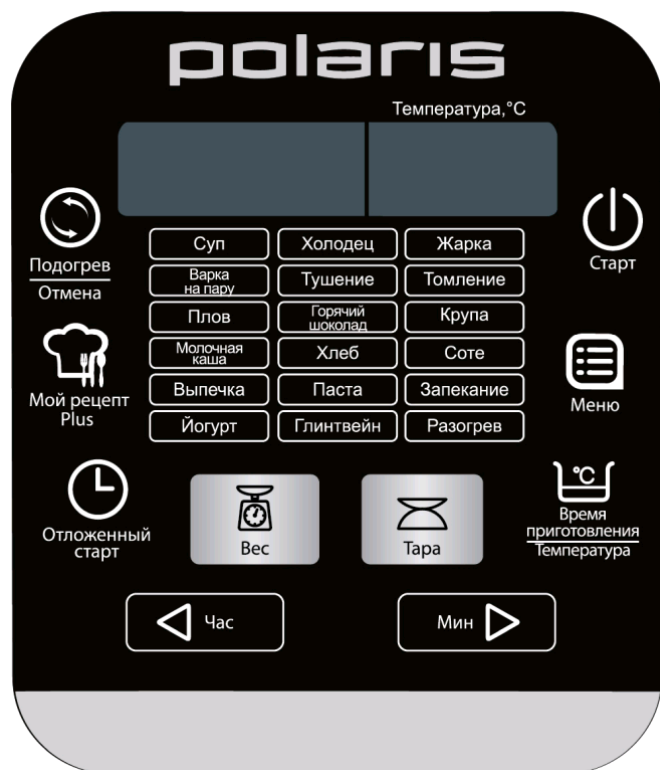 polaris
Температура,°C
Подогрев
Отмена
Старт
Суп
Холодец
Жарка
Варка
на пару
Тушение
Томление
Плов
Горячий
шоколад
Крупа
Молочная
каша
Хлеб
Соте
Выпечка
Паста
Запекание
Йогурт
Глинтвейн
Разогрев
Мой рецепт
Plus
Меню
Отложенный
старт
Вес
Тара
°C
Время
приготовления
Температура
Час
Мин